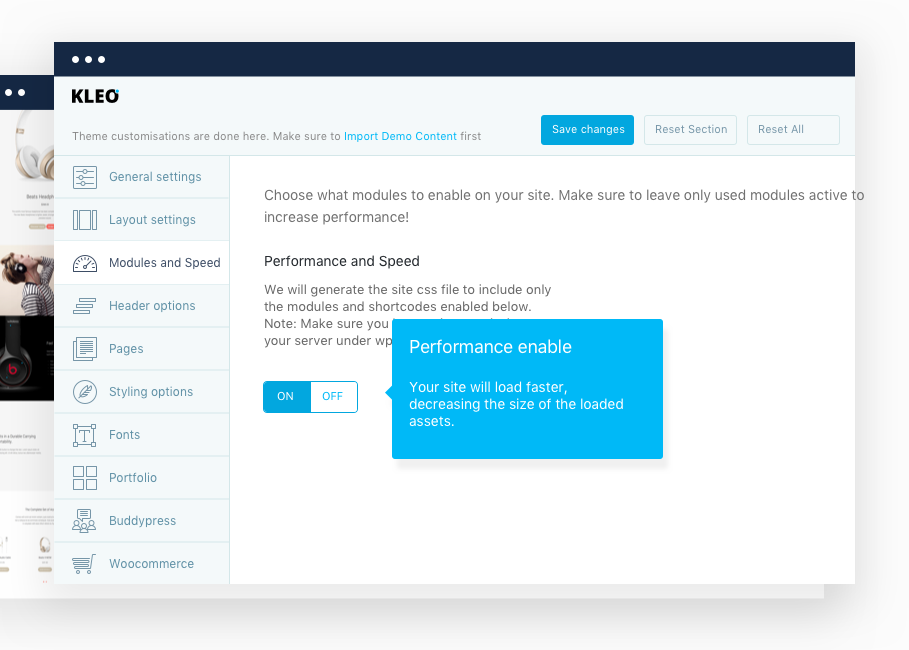 KLEO
Theme customisations are done here. Make sure to Import Demo Content first
Save changes
Reset Section
Reset All
General settings
Layout settings
Modules and Speed
Header options
Pages
Styling options
Fonts
Portfolio
Buddypress
Woocommerce
Choose what modules to enable on your site. Make sure to leave only used modules active to
increase performance!
Performance and Speed
We will generate the site css file to include only
the modules and shortcodes enabled below.
Note: Make sure you
your server under wp
ON
OFF
Performance enable
Your site will load faster,
decreasing the size of the loaded
assets.
Beats Headph